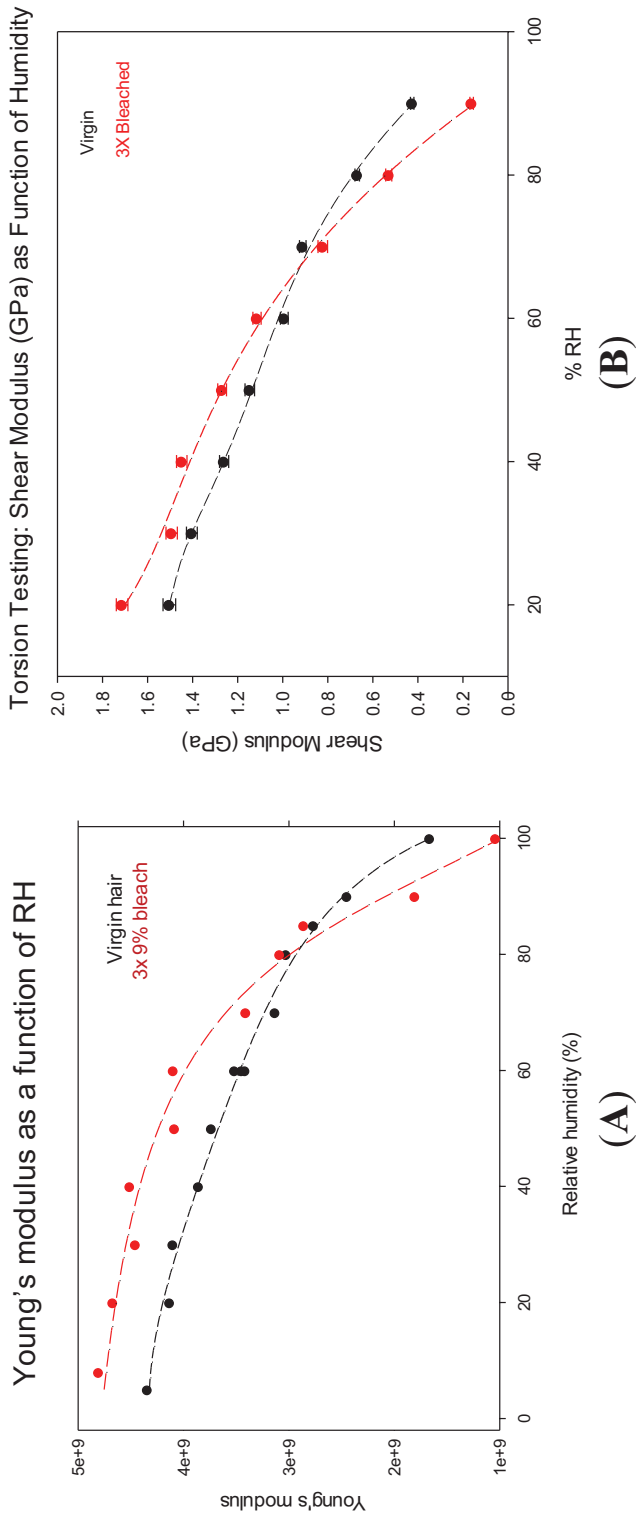 Young's modulus as a function of RH
Virgin hair
3x 9% bleach
5e+9
4e+9
3e+9
2e+9
1e+9
Young's modulus
0
20
40
60
80
100
Relative humidity (%)
(A)
Torsion Testing: Shear Modulus (GPa) as Function of Humidity
Virgin
3X Bleached
2.0
1.8
1.6
1.4
1.2
1.0
0.8
0.6
0.4
0.2
0.0
Shear Modulus (GPa)
20
40
60
80
100
% RH
(B)